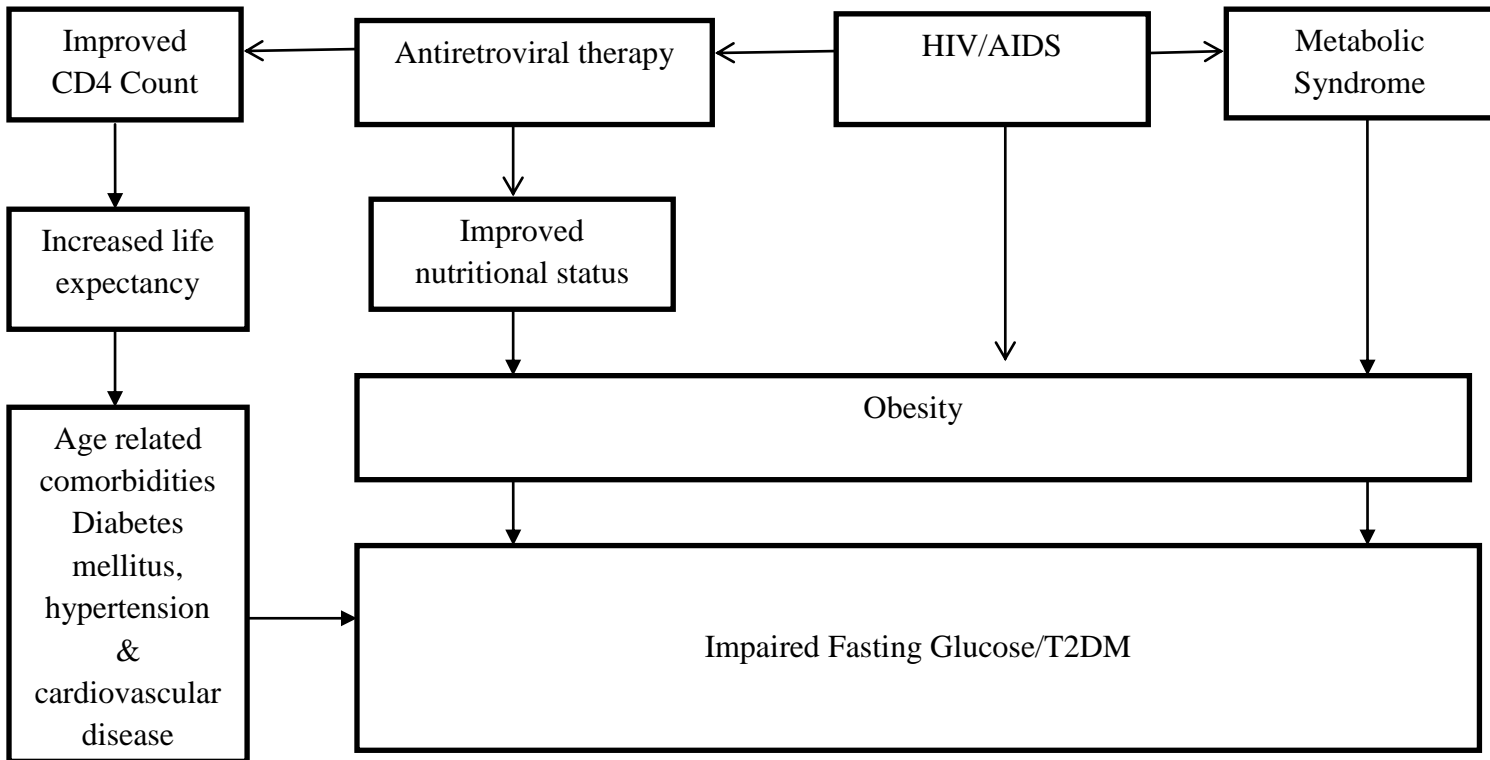 Improved
CD4 Count
Antiretroviral therapy
HIV/AIDS
Metabolic
Syndrome
Increased life
expectancy
Improved
nutritional status
Obesity
Age related
comorbidities
Diabetes
mellitus,
hypertension
&
cardiovascular
disease
Impaired Fasting Glucose/T2DM